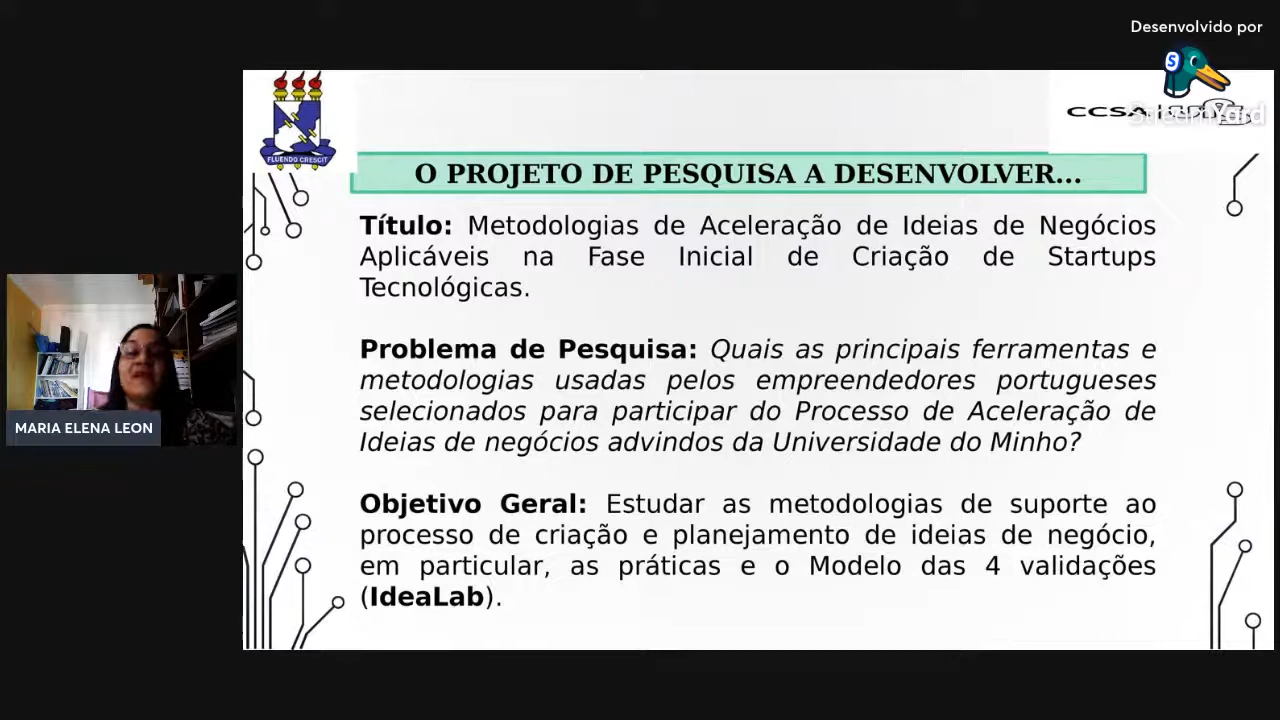 Desenvolvido por
StreamYard
CCSA
FLUENDO CRESCIT
O PROJETO DE PESQUISA A DESENVOLVER...
Título: Metodologias de Aceleração de Ideias de Negócios
Aplicáveis na Fase Inicial de Criação de Startups
Tecnológicas.
Problema de Pesquisa: Quais as principais ferramentas e
metodologias usadas pelos empreendedores portugueses
selecionados para participar do Processo de Aceleração de
Ideias de negócios advindos da Universidade do Minho?
Objetivo Geral: Estudar as metodologias de suporte ao
processo de criação e planejamento de ideias de negócio,
em particular, as práticas e o Modelo das 4 validações
(IdeaLab).
MARIA ELENA LEON